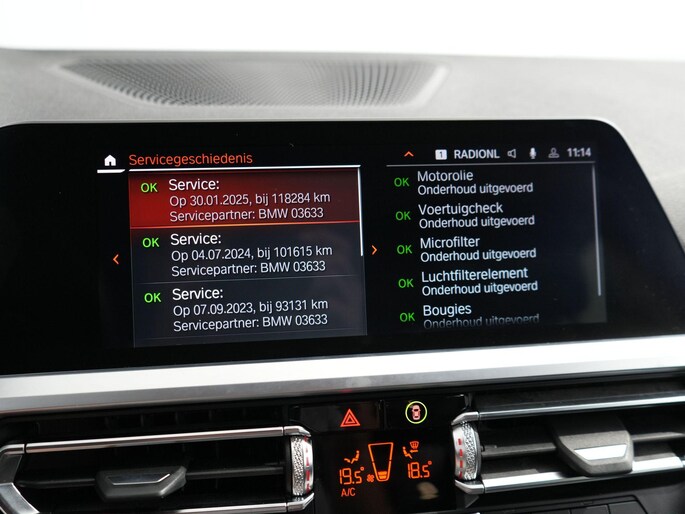 Servicegeschiedenis
1 RADIONL 11:14
OK Service:
Op 30.01.2025, bij 118284 km
Servicepartner: BMW 03633
OK Service:
Op 04.07.2024, bij 101615 km
Servicepartner: BMW 03633
OK Service:
Op 07.09.2023, bij 93131 km
Servicepartner: BMW 03633
OK Motorolie
Onderhoud uitgevoerd
OK Voertuigcheck
Onderhoud uitgevoerd
OK Microfilter
Onderhoud uitgevoerd
OK Luchtfilterelement
Onderhoud uitgevoerd
OK Bougies
Onderhoud uitgevoerd
19.5° 18.5°
A/C